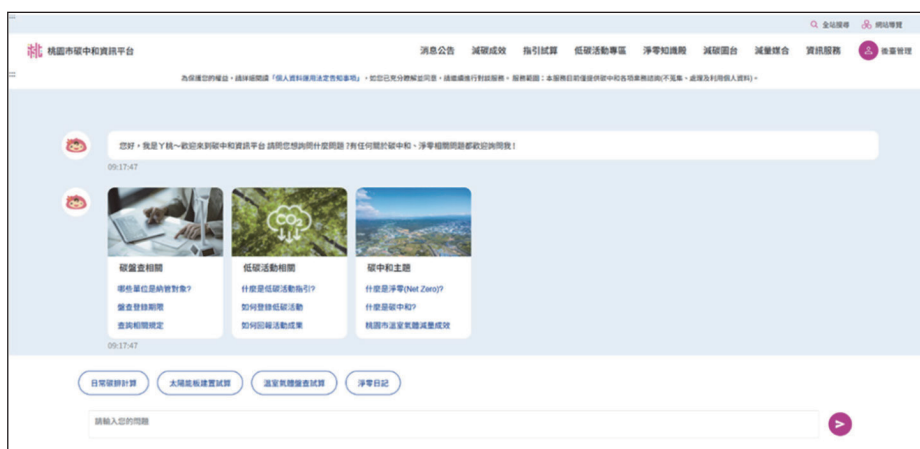 全站搜尋 網站導覽
桃園市碳中和資訊平台 消息公告 減碳成效 指引試算 低碳活動專區 淨零知識殿 減碳圖台 減量媒合 資訊服務 後臺管理
為保護您的權益，請詳細閱讀「個人資料運用法定告知事項」，如您已充分瞭解並同意，請繼續進行對談服務。服務範圍：本服務目前僅提供碳中和各項業務諮詢(不蒐集、處理及利用個人資料)。
您好，我是丫桃～歡迎來到碳中和資訊平台 請問您想詢問什麼問題 ?有任何關於碳中和、淨零相關問題都歡迎詢問我！
09:17:47
CO2
碳盤查相關
哪些單位是納管對象?
盤查登錄期限
查詢相關規定
低碳活動相關
什麼是低碳活動指引?
如何登錄低碳活動
如何回報活動成果
碳中和主題
什麼是淨零(Net Zero)?
什麼是碳中和?
桃園市溫室氣體減量成效
09:17:47
日常碳排計算 太陽能板建置試算 溫室氣體盤查試算 淨零日記
請輸入您的問題